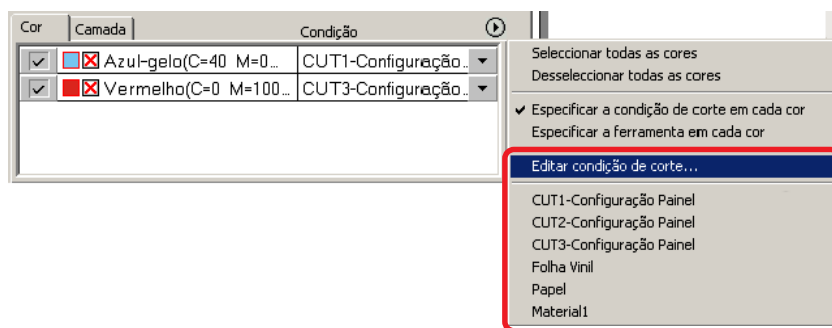 Cor Camada Condição
Azul-gelo(C=40 M=0... CUT1-Configuração..
Vermelho(C=0 M=100... CUT3-Configuração..
Seleccionar todas as cores
Desseleccionar todas as cores
Especificar a condição de corte em cada cor
Especificar a ferramenta em cada cor
Editar condição de corte...
CUT1-Configuração Painel
CUT2-Configuração Painel
CUT3-Configuração Painel
Folha Vinil
Papel
Material1